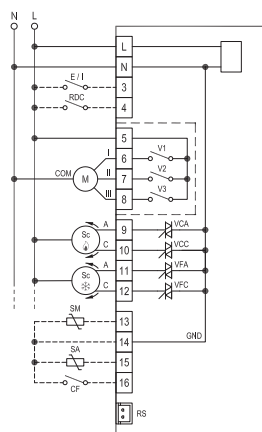 N L
L
N
E / I
3
RDC
4
5
I
6
V1
COM
M
II
7
V2
III
8
V3
A
9
VCA
Sc
C
10
VCC
A
11
VFA
Sc
C
12
VFC
SM
13
14
GND
SA
15
CF
16
RS